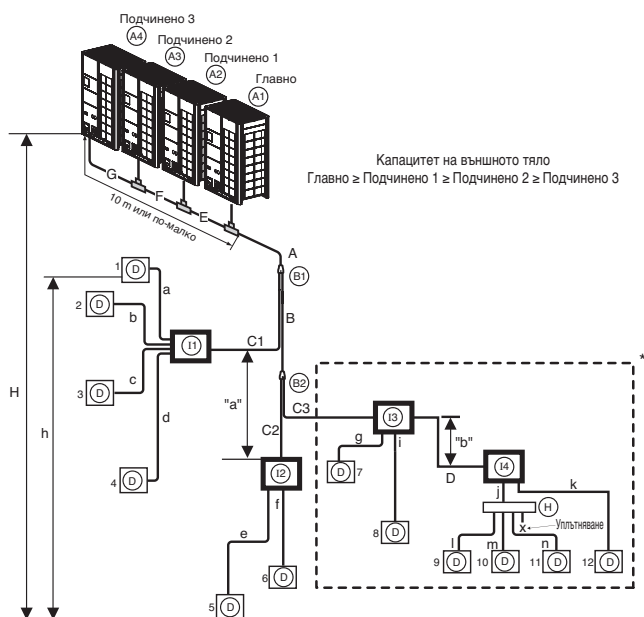 Подчинено 3
A4
Подчинено 2
A3
Подчинено 1
A2
Главно
A1
Капацитет на външното тяло
Главно ≥ Подчинено 1 ≥ Подчинено 2 ≥ Подчинено 3
G
F
E
10 m или по-малко
A
B1
1 D
a
2 D
b
B
I1
C1
H
h
c
3 D
d
"a"
B2
C3
*
I3
C2
g
i
"b"
D
4 D
I2
D 7
I4
k
j
H
e
f
8 D
x
Уплътняване
l
m
n
9 D
10 D
11 D
12 D
6 D
5 D